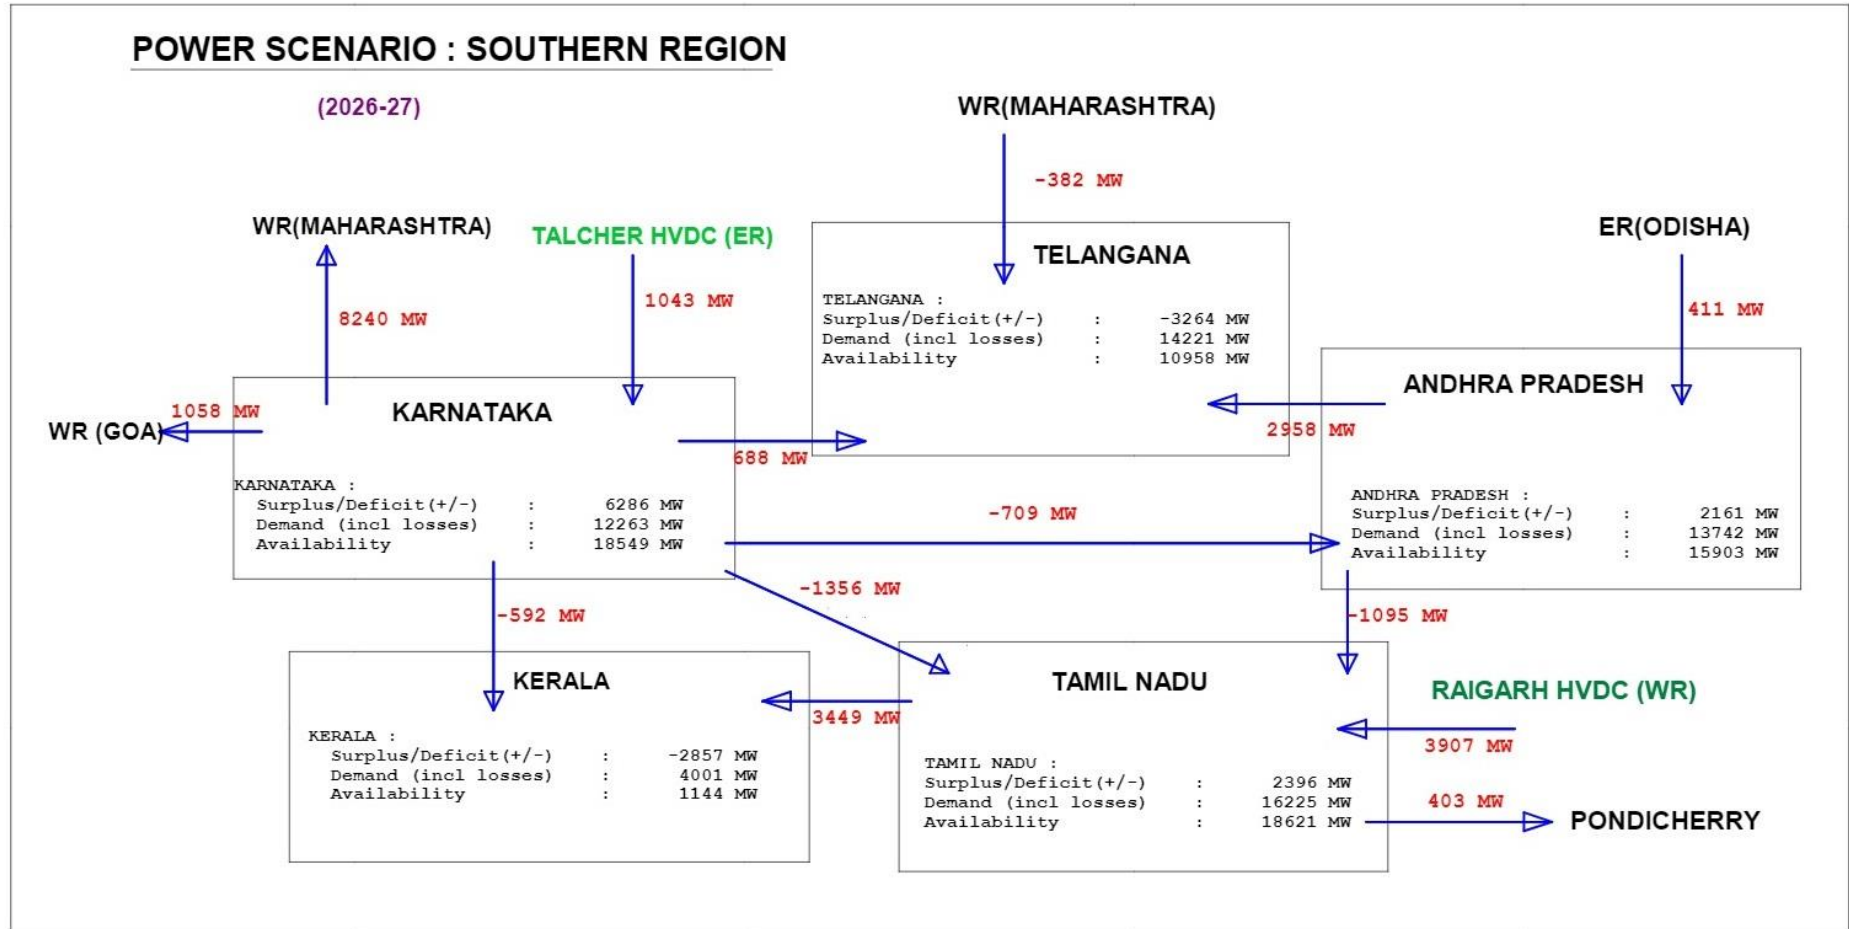 POWER SCENARIO : SOUTHERN REGION
(2026-27)
WR(MAHARASHTRA)
-382 MW
WR(MAHARASHTRA)
TALCHER HVDC (ER)
8240 MW
1043 MW
TELANGANA
TELANGANA :
Surplus/Deficit(+/-) : -3264 MW
Demand (incl losses) : 14221 MW
Availability : 10958 MW
ER(ODISHA)
411 MW
WR (GOA)
1058 MW
KARNATAKA
688 MW
2958 MW
ANDHRA PRADESH
KARNATAKA :
Surplus/Deficit(+/-) : 6286 MW
Demand (incl losses) : 12263 MW
Availability : 18549 MW
-709 MW
ANDHRA PRADESH :
Surplus/Deficit(+/-) : 2161 MW
Demand (incl losses) : 13742 MW
Availability : 15903 MW
-592 MW
-1356 MW
-1095 MW
KERALA
KERALA :
Surplus/Deficit(+/-) : -2857 MW
Demand (incl losses) : 4001 MW
Availability : 1144 MW
3449 MW
TAMIL NADU
TAMIL NADU :
Surplus/Deficit(+/-) : 2396 MW
Demand (incl losses) : 16225 MW
Availability : 18621 MW
RAIGARH HVDC (WR)
3907 MW
403 MW
PONDICHERRY